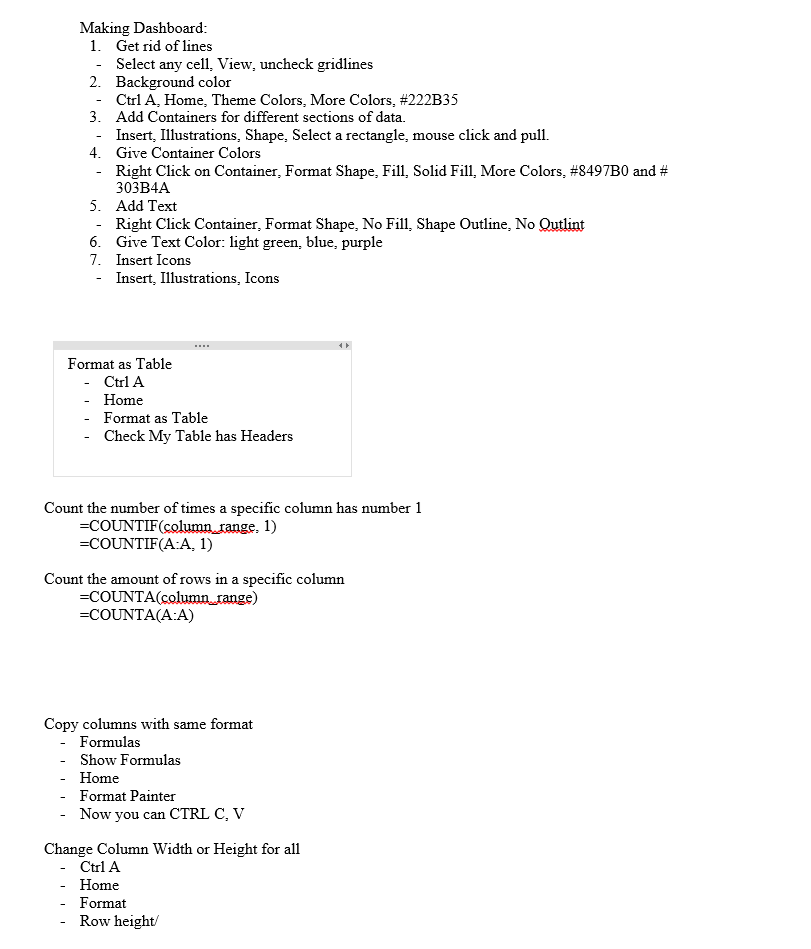 Making Dashboard:
1. Get rid of lines
- Select any cell, View, uncheck gridlines
2. Background color
- Ctrl A, Home, Theme Colors, More Colors, #222B35
3. Add Containers for different sections of data.
- Insert, Illustrations, Shape, Select a rectangle, mouse click and pull.
4. Give Container Colors
- Right Click on Container, Format Shape, Fill, Solid Fill, More Colors, #8497B0 and #
303B4A
5. Add Text
- Right Click Container, Format Shape, No Fill, Shape Outline, No Outlint
6. Give Text Color: light green, blue, purple
7. Insert Icons
- Insert, Illustrations, Icons
Format as Table
- Ctrl A
- Home
- Format as Table
- Check My Table has Headers
Count the number of times a specific column has number 1
=COUNTIF(column_range, 1)
=COUNTIF(A:A, 1)
Count the amount of rows in a specific column
=COUNTA(column_range)
=COUNTA(A:A)
Copy columns with same format
- Formulas
- Show Formulas
- Home
- Format Painter
- Now you can CTRL C, V
Change Column Width or Height for all
- Ctrl A
- Home
- Format
- Row height/